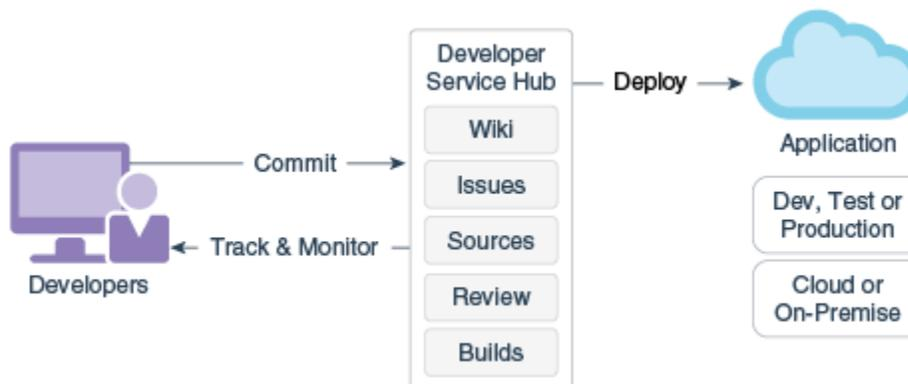 Developer
Service Hub
Deploy
Wiki
Application
Commit
Issues
Dev, Test or
Production
Sources
Track & Monitor
Developers
Review
Cloud or
On-Premise
Builds